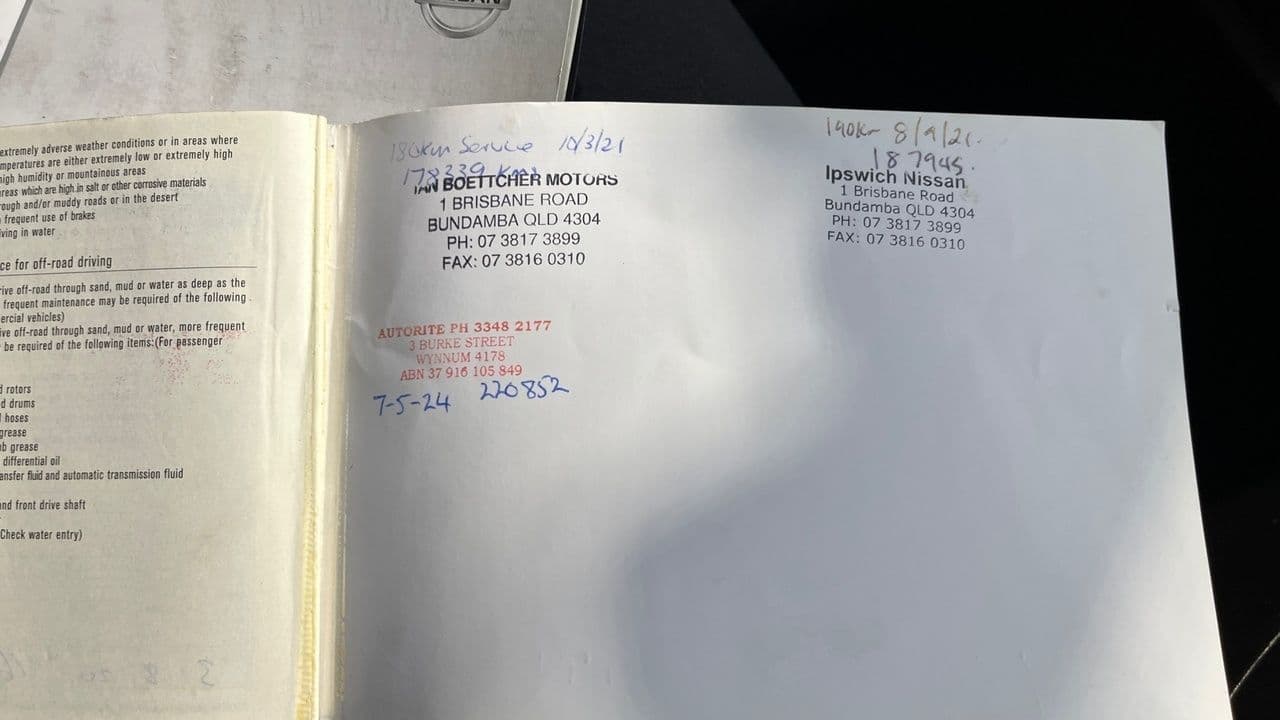 extremely adverse weather conditions or in areas where
mperatures are either extremely low or extremely high
high humidity or mountainous areas
reas which are high in salt or other corrosive materials
rough and/or muddy roads or in the desert
frequent use of brakes
ving in water
ce for off-road driving
rive off-road through sand, mud or water as deep as the
frequent maintenance may be required of the following
ercial vehicles)
ive off-road through sand, mud or water, more frequent
be required of the following items:(For passenger
d rotors
d drums
l hoses
grease
b grease
differential oil
ansfer fluid and automatic transmission fluid
and front drive shaft
Check water entry)
180km Service 10/3/21
178339 kms
IAN BOETTCHER MOTORS
1 BRISBANE ROAD
BUNDAMBA QLD 4304
PH: 07 3817 3899
FAX: 07 3816 0310
AUTORITE PH 3348 2177
3 BURKE STREET
WYNNUM 4178
ABN 37 916 105 849
7-5-24 220852
190K 8/9/21.
187945.
Ipswich Nissan
1 Brisbane Road
Bundamba QLD 4304
PH: 07 3817 3899
FAX: 07 3816 0310